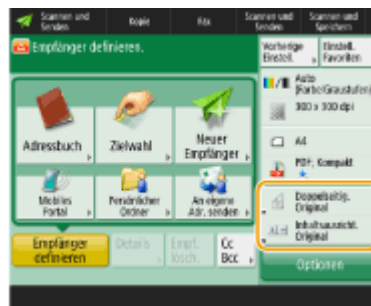 Scannen und
Senden
Kopie
Fax
Scannen und
Senden
Scannen und
Speichern
Empfänger definieren.
Vorherige
Einstell.
Einstell.
Favoriten
Auto
(Farbe/Graustufen)
300 x 300 dpi
A4
PDF; Kompakt
Adressbuch
Zielwahl
Neuer
Empfänger
Mobiles
Portal
Persönlicher
Ordner
An eigene
Adr. senden
Doppelseitig.
Original
Inhaltsausricht.
Original
Empfänger
definieren
Details
Empf.
lösch.
Cc
Bcc
Optionen